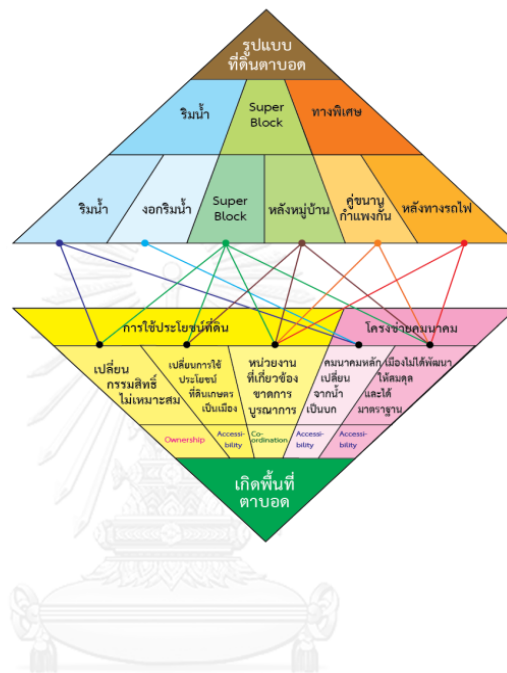 รูปแบบ
ที่ดินตาบอด
ริมน้ำ
Super
Block
ทางพิเศษ
ริมน้ำ
งอกริมน้ำ
Super
Block
หลังหมู่บ้าน
คู่ขนาน
กำแพงกั้น
หลังทางรถไฟ
การใช้ประโยชน์ที่ดิน
โครงข่ายคมนาคม
เปลี่ยน
กรรมสิทธิ์
ไม่เหมาะสม
เปลี่ยนการใช้
ประโยชน์
ที่ดินเกษตร
เป็นเมือง
หน่วยงาน
ที่เกี่ยวข้อง
ขาดการ
บูรณาการ
คมนาคมหลัก
เปลี่ยน
จากน้ำ
เป็นบก
เมืองไม่ได้พัฒนา
ให้สมดุล
และได้
มาตราฐาน
Ownership
Accessi-
bility
Co-
ordination
Accessi-
bility
Accessi-
bility
เกิดพื้นที่
ตาบอด